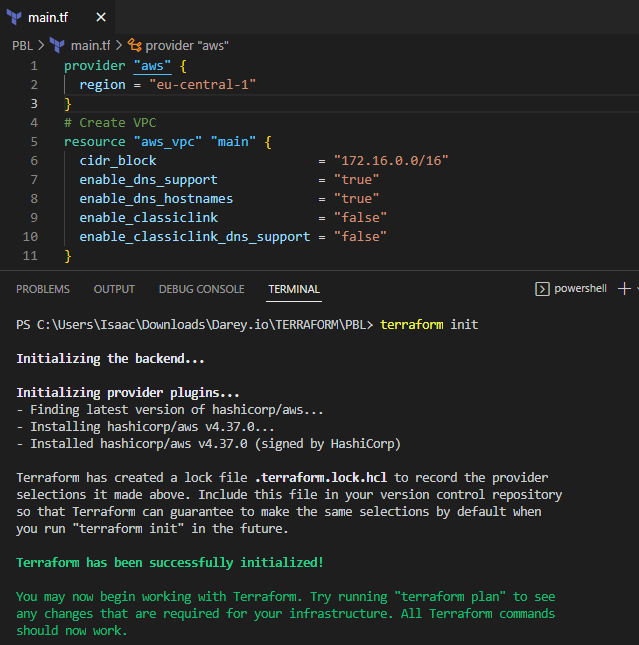 main.tf
PBL > main.tf > provider "aws"
1 provider "aws" {
2 region = "eu-central-1"
3 }
4 # Create VPC
5 resource "aws_vpc" "main" {
6 cidr_block = "172.16.0.0/16"
7 enable_dns_support = "true"
8 enable_dns_hostnames = "true"
9 enable_classiclink = "false"
10 enable_classiclink_dns_support = "false"
11 }
PROBLEMS OUTPUT DEBUG CONSOLE TERMINAL powershell
PS C:\Users\Isaac\Downloads\Darey.io\TERRAFORM\PBL> terraform init
Initializing the backend...
Initializing provider plugins...
- Finding latest version of hashicorp/aws...
- Installing hashicorp/aws v4.37.0...
- Installed hashicorp/aws v4.37.0 (signed by HashiCorp)
Terraform has created a lock file .terraform.lock.hcl to record the provider
selections it made above. Include this file in your version control repository
so that Terraform can guarantee to make the same selections by default when
you run "terraform init" in the future.
Terraform has been successfully initialized!
You may now begin working with Terraform. Try running "terraform plan" to see
any changes that are required for your infrastructure. All Terraform commands
should now work.